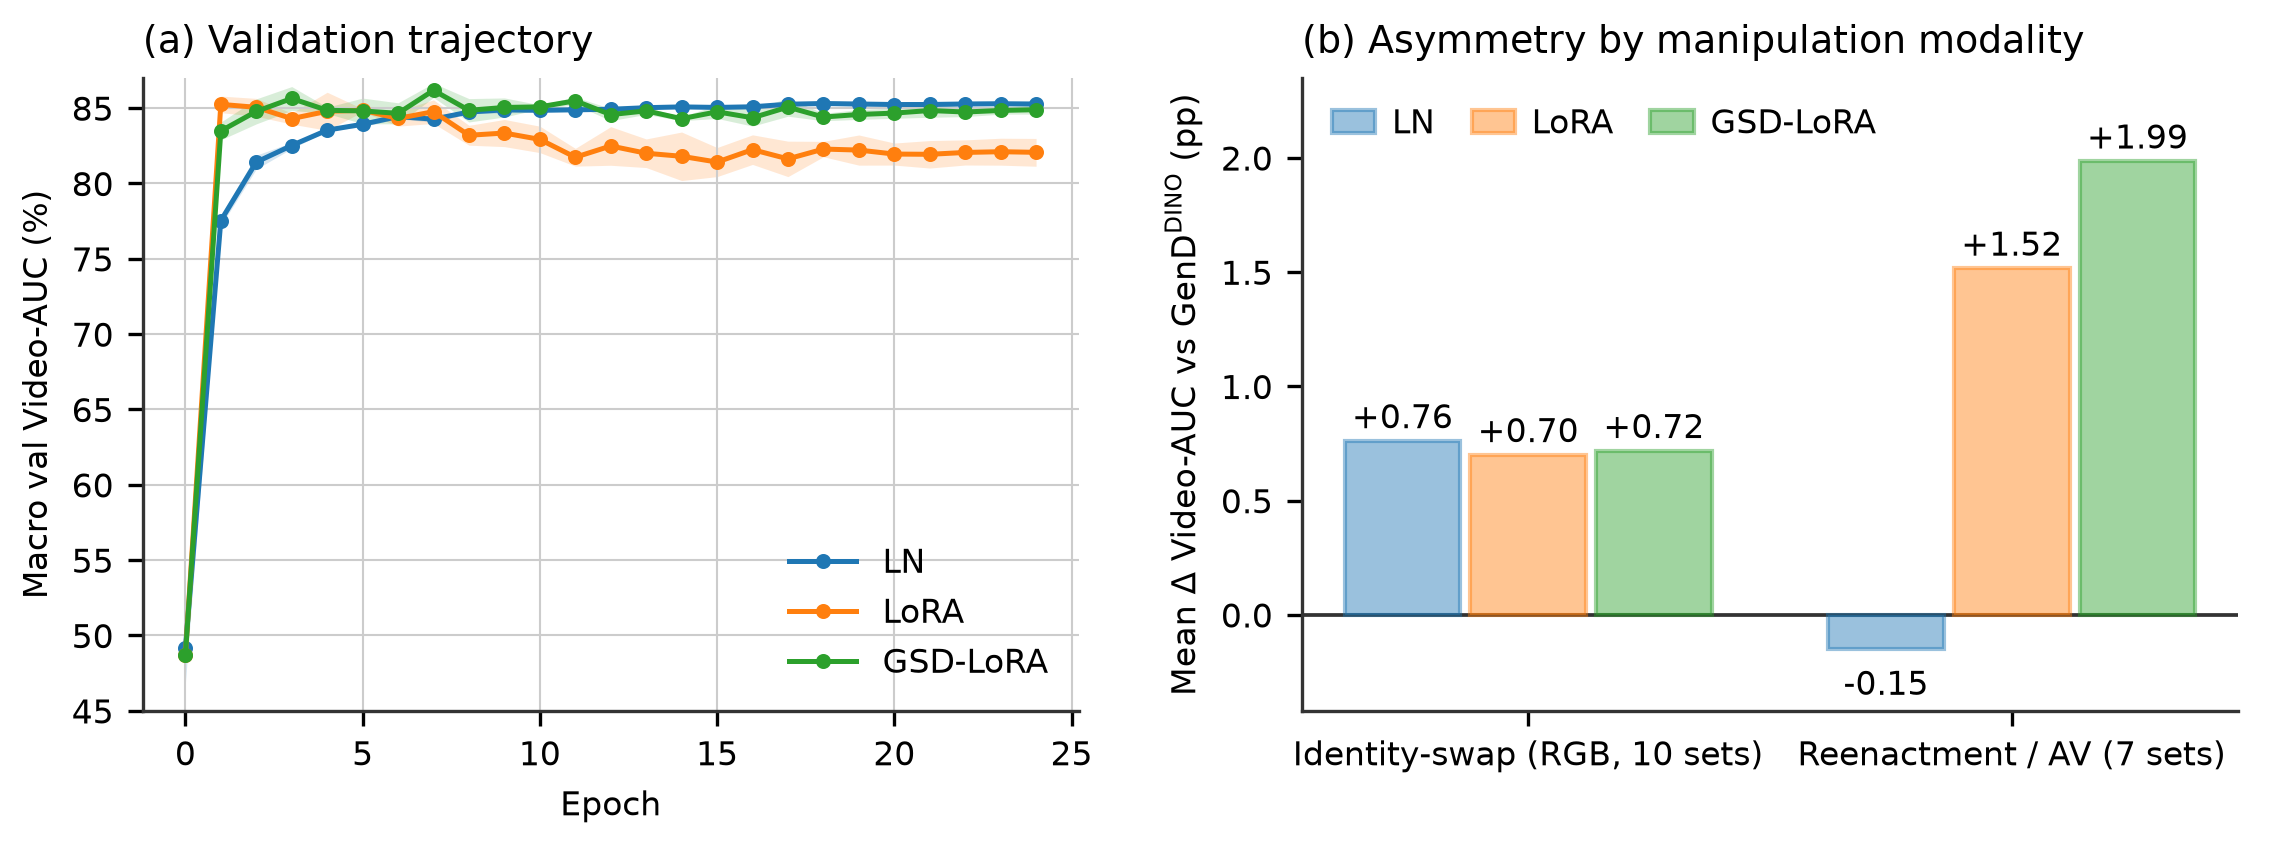 (a) Validation trajectory
Macro val Video-AUC (%)
85
80
75
70
65
60
55
50
45
0 5 10 15 20 25
Epoch
LN
LoRA
GSD-LoRA
(b) Asymmetry by manipulation modality
Mean Δ Video-AUC vs GenD^DINO (pp)
2.0
1.5
1.0
0.5
0.0
LN LoRA GSD-LoRA
+0.76 +0.70 +0.72
-0.15 +1.52 +1.99
Identity-swap (RGB, 10 sets) Reenactment / AV (7 sets)